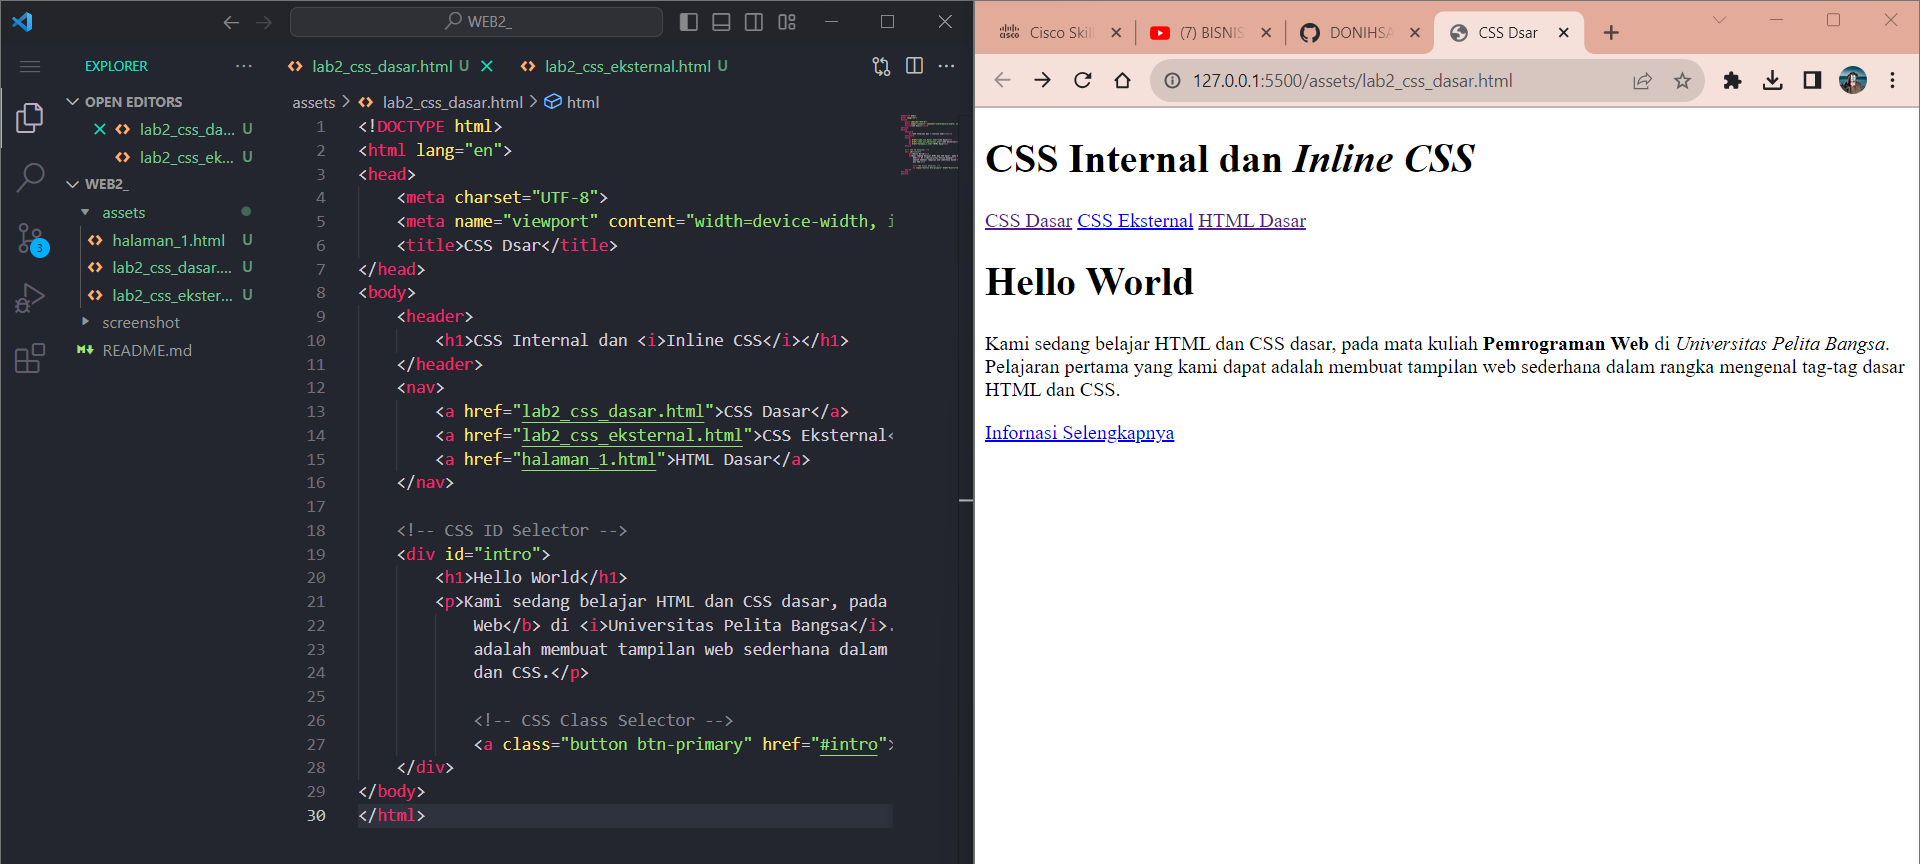 WEB2_
EXPLORER
OPEN EDITORS
lab2_css_da... U
lab2_css_ek... U
WEB2_
assets
halaman_1.html U
lab2_css_dasar.... U
lab2_css_ekster... U
screenshot
README.md
3
lab2_css_dasar.html U
lab2_css_eksternal.html U
assets > lab2_css_dasar.html > html
1 <!DOCTYPE html>
2 <html lang="en">
3 <head>
4 <meta charset="UTF-8">
5 <meta name="viewport" content="width=device-width, i
6 <title>CSS Dsar</title>
7 </head>
8 <body>
9 <header>
10 <h1>CSS Internal dan <i>Inline CSS</i></h1>
11 </header>
12 <nav>
13 <a href="lab2_css_dasar.html">CSS Dasar</a>
14 <a href="lab2_css_eksternal.html">CSS Eksternal<
15 <a href="halaman_1.html">HTML Dasar</a>
16 </nav>
17
18 <!-- CSS ID Selector -->
19 <div id="intro">
20 <h1>Hello World</h1>
21 <p>Kami sedang belajar HTML dan CSS dasar, pada
22 Web</b> di <i>Universitas Pelita Bangsa</i>.
23 adalah membuat tampilan web sederhana dalam
24 dan CSS.</p>
25
26 <!-- CSS Class Selector -->
27 <a class="button btn-primary" href="#intro">
28 </div>
29 </body>
30 </html>
cisco Cisco Skil
(7) BISNIS
DONIHSA
CSS Dsar
127.0.0.1:5500/assets/lab2_css_dasar.html
CSS Internal dan Inline CSS
CSS Dasar CSS Eksternal HTML Dasar
Hello World
Kami sedang belajar HTML dan CSS dasar, pada mata kuliah Pemrograman Web di Universitas Pelita Bangsa.
Pelajaran pertama yang kami dapat adalah membuat tampilan web sederhana dalam rangka mengenal tag-tag dasar
HTML dan CSS.
Infornasi Selengkapnya